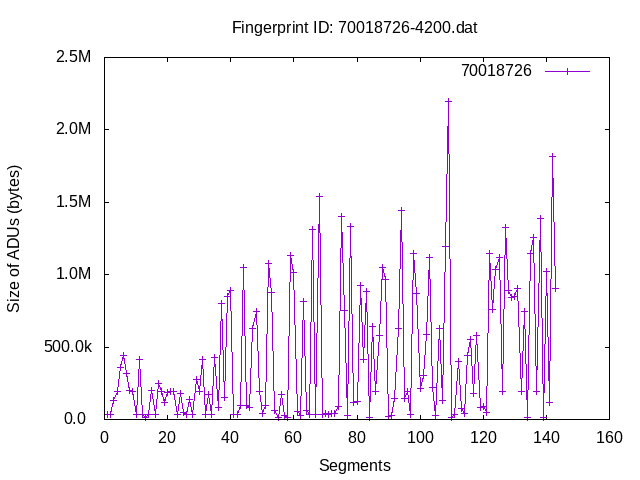 Fingerprint ID: 70018726-4200.dat
2.5M
70018726
2.0M
1.5M
1.0M
500.0k
0.0
Size of ADUs (bytes)
0 20 40 60 80 100 120 140 160
Segments